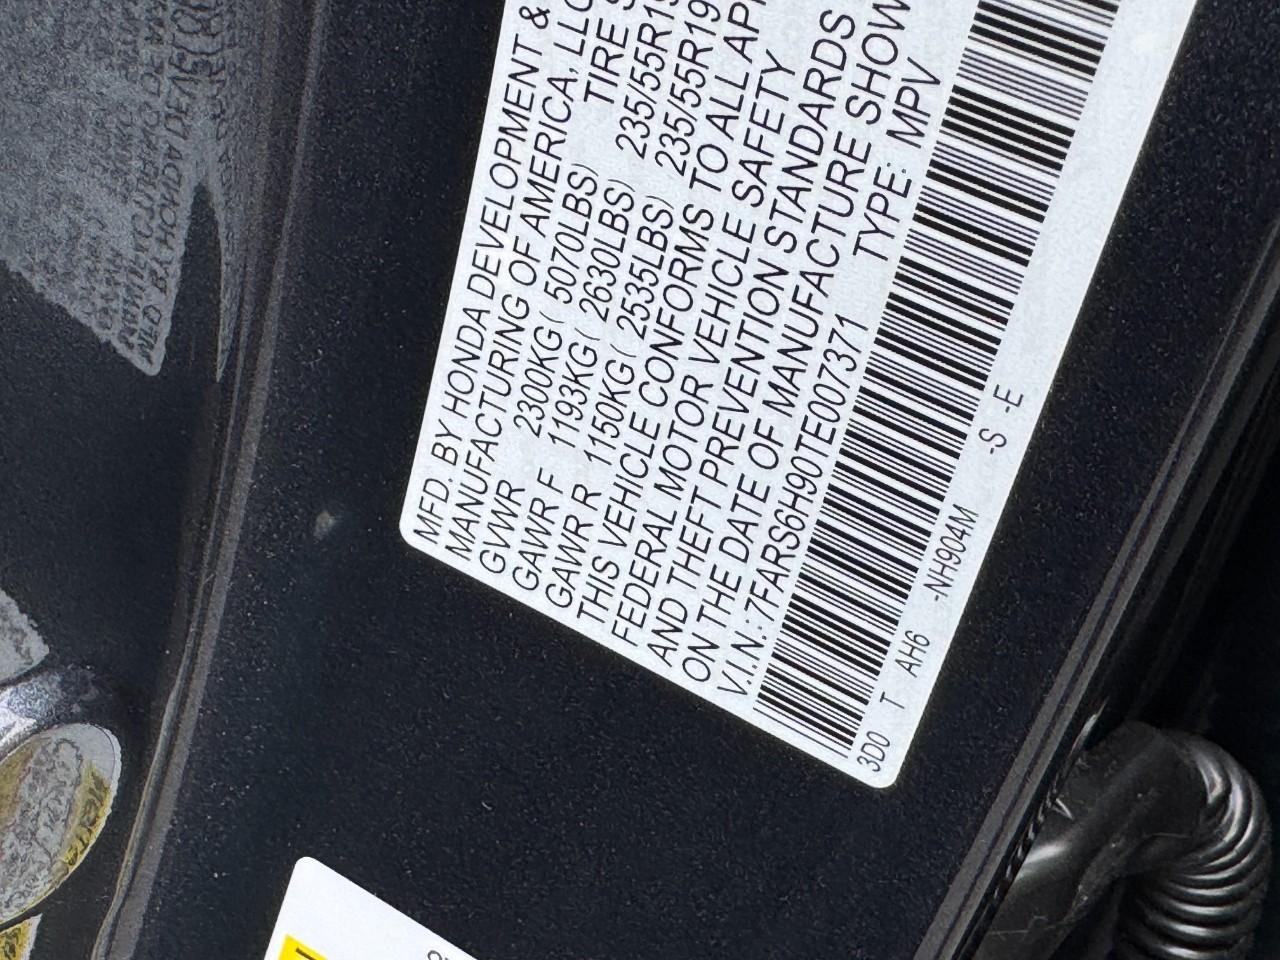 MFD. BY HONDA DEVELOPMENT &
MANUFACTURING OF AMERICA, LLC
GVWR 2300KG( 5070LBS) TIRE S
GAWR F 1193KG( 2630LBS) 235/55R19
GAWR R 1150KG( 2535LBS) 235/55R19
THIS VEHICLE CONFORMS TO ALL APP
FEDERAL MOTOR VEHICLE SAFETY
AND THEFT PREVENTION STANDARDS
ON THE DATE OF MANUFACTURE SHOW
V.I.N.: 7FARS6H90TE007371 TYPE: MPV
3D0 T AH6 -NH904M -S -E